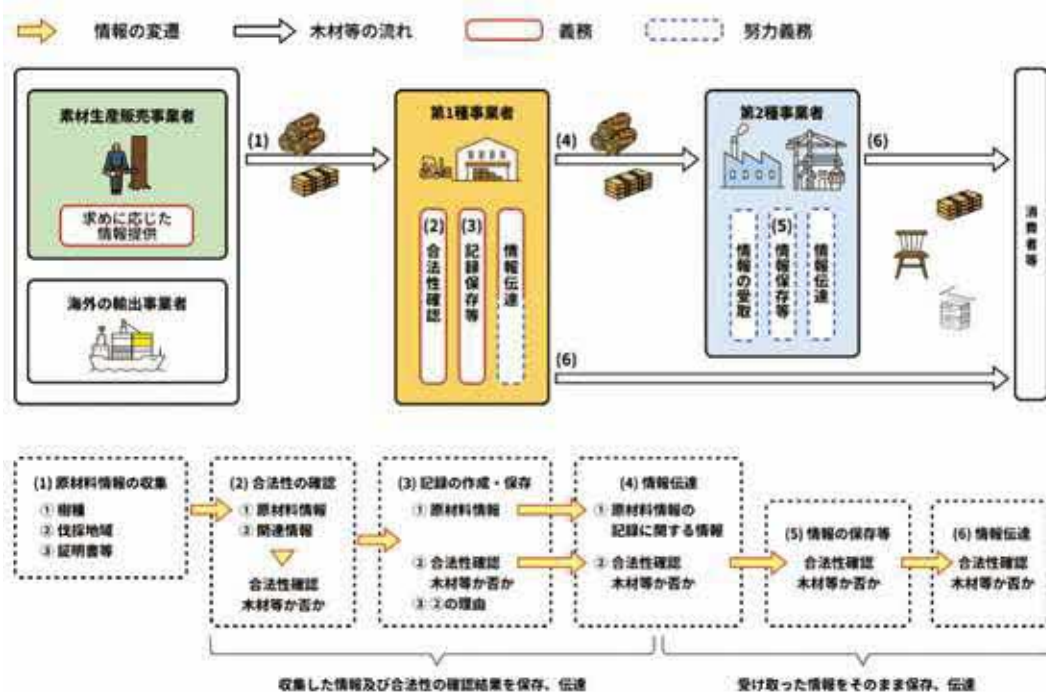 情報の変遷
木材等の流れ
義務
努力義務
素材生産販売事業者
求めに応じた
情報提供
海外の輸出事業者
(1)
第1種事業者
(2)
合法性確認
(3)
記録保存等
情報伝達
(4)
第2種事業者
情報の受取
(5)
情報保存等
情報伝達
(6)
(6)
消費者等
(1) 原材料情報の収集
① 樹種
② 伐採地域
③ 証明書等
(2) 合法性の確認
① 原材料情報
② 関連情報
合法性確認
木材等か否か
(3) 記録の作成・保存
① 原材料情報
② 合法性確認
木材等か否か
③ ②の理由
(4) 情報伝達
① 原材料情報の
記録に関する情報
② 合法性確認
木材等か否か
(5) 情報の保存等
合法性確認
木材等か否か
(6) 情報伝達
合法性確認
木材等か否か
収集した情報及び合法性の確認結果を保存、伝達
受け取った情報をそのまま保存、伝達